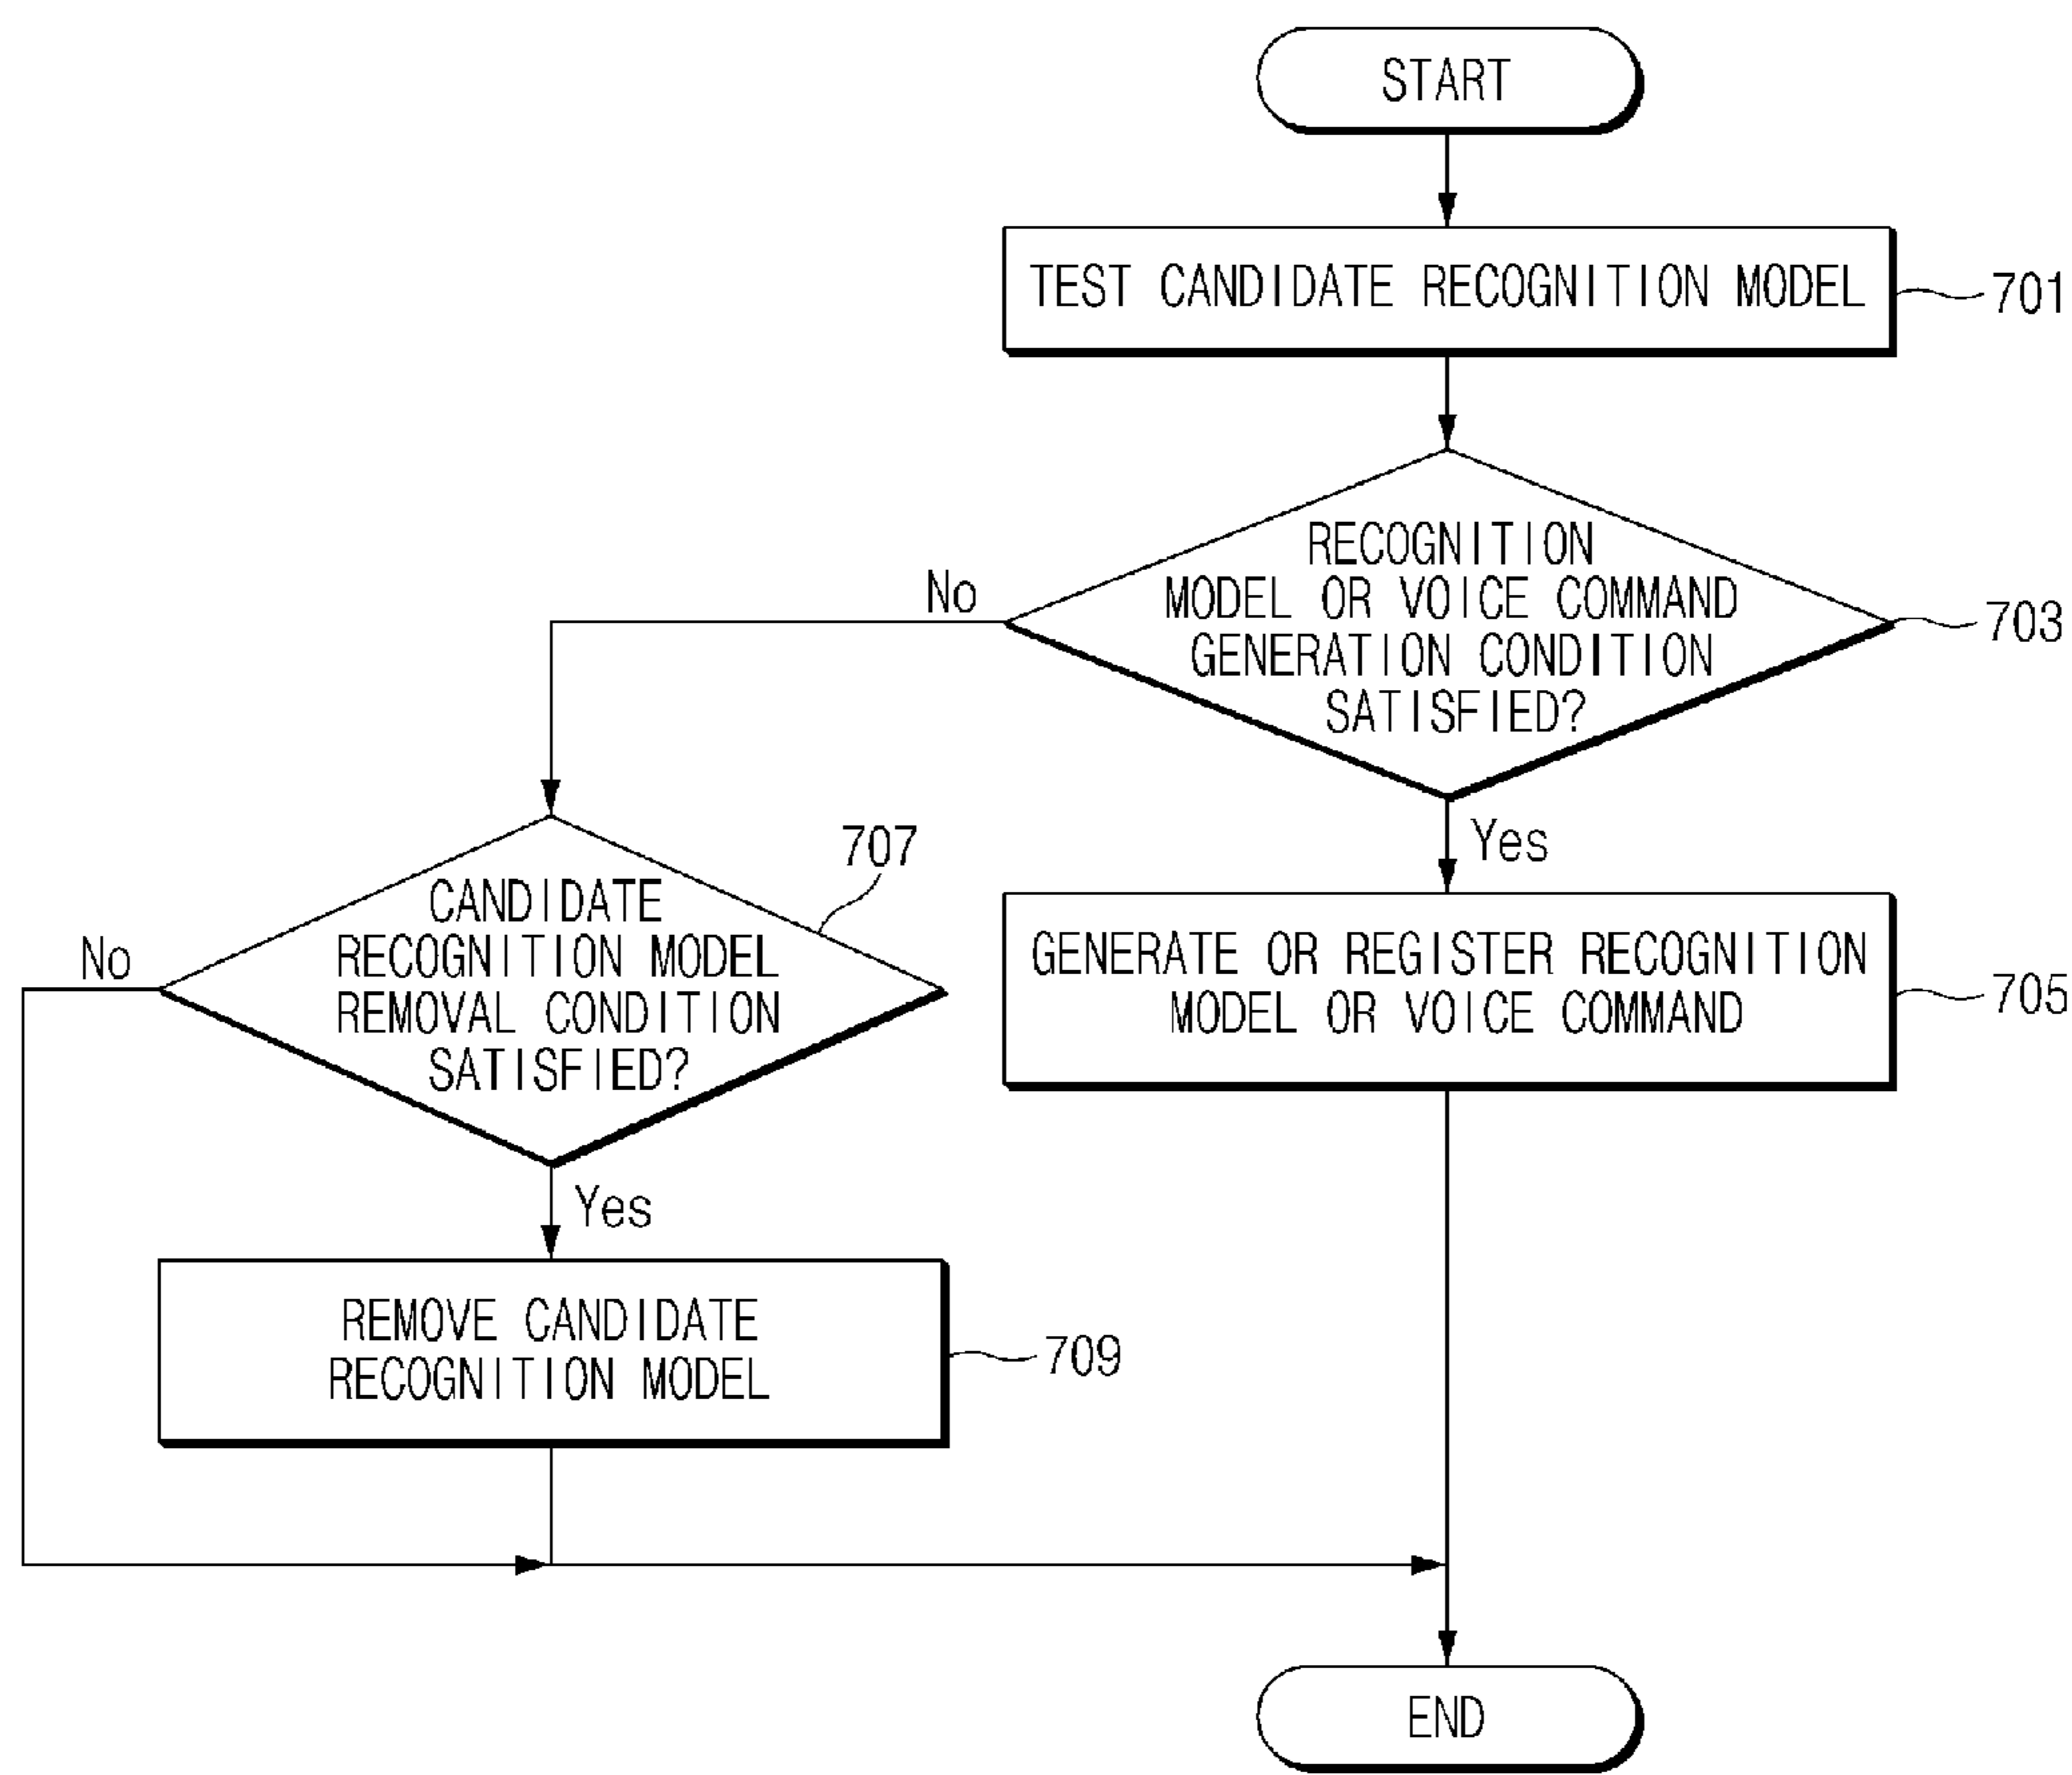 START
TEST CANDIDATE RECOGNITION MODEL
701
RECOGNITION
MODEL OR VOICE COMMAND
GENERATION CONDITION
SATISFIED?
703
No
Yes
707
CANDIDATE
RECOGNITION MODEL
REMOVAL CONDITION
SATISFIED?
No
Yes
GENERATE OR REGISTER RECOGNITION
MODEL OR VOICE COMMAND
705
REMOVE CANDIDATE
RECOGNITION MODEL
709
END